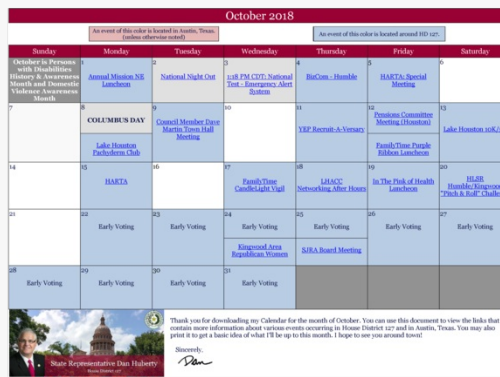 October 2018
An event of this color is located in Austin, Texas.
(unless otherwise noted)
An event of this color is located around HD 127.
Sunday
Monday
Tuesday
Wednesday
Thursday
Friday
Saturday
October is Persons
with Disabilities
History & Awareness
Month and Domestic
Violence Awareness
Month
1
Annual Mission NE
Luncheon
2
National Night Out
3
1:18 PM CDT: National
Test - Emergency Alert
System
4
BizCom - Humble
5
HARTA: Special
Meeting
6
7
8
COLUMBUS DAY
Lake Houston
Pachyderm Club
9
Council Member Dave
Martin Town Hall
Meeting
10
11
YEP Recruit-A-Versary
12
Pensions Committee
Meeting (Houston)
FamilyTime Purple
Ribbon Luncheon
13
Lake Houston
14
15
HARTA
16
17
FamilyTime
CandleLight Vigil
18
LHACC
Networking After Hours
19
In The Pink of Health
Luncheon
20
HLSR
Humble/Kingwood
"Pitch & Roll"
21
22
Early Voting
23
Early Voting
24
Early Voting
Kingwood Area
Republican Women
25
Early Voting
SJRA Board Meeting
26
Early Voting
27
Early Voting
28
Early Voting
29
Early Voting
30
Early Voting
31
Early Voting
State Representative Dan Huberty
House District 127
Thank you for downloading my Calendar for the month of October. You can use this document to view the links that
contain more information about various events occurring in House District 127 and in Austin, Texas. You may also
print it to get a basic idea of what I'll be up to this month. I hope to see you around town!
Sincerely,
Dan